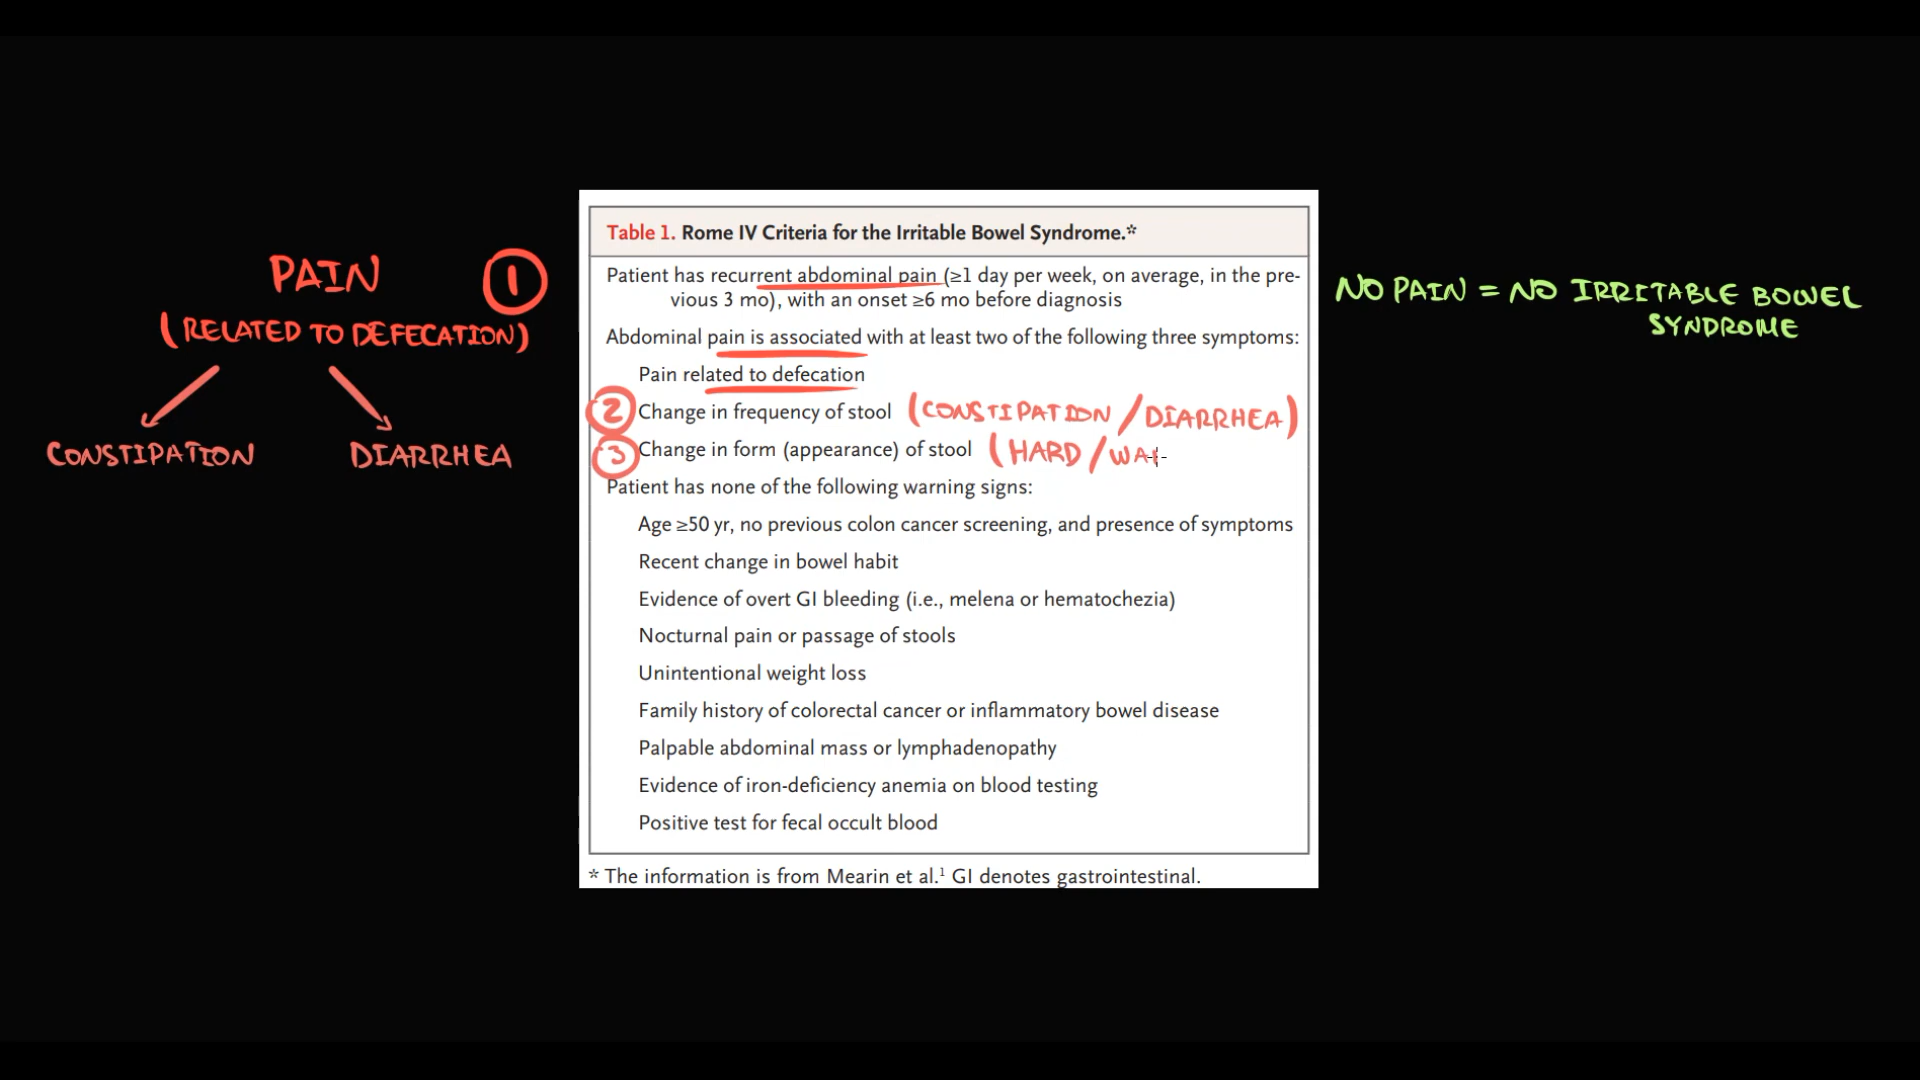 PAIN 1
(RELATED TO DEFECATION)
CONSTIPATION DIARRHEA
Table 1. Rome IV Criteria for the Irritable Bowel Syndrome.*
Patient has recurrent abdominal pain (≥1 day per week, on average, in the pre-
vious 3 mo), with an onset ≥6 mo before diagnosis
Abdominal pain is associated with at least two of the following three symptoms:
Pain related to defecation
2 Change in frequency of stool (CONSTIPATION / DIARRHEA)
3 Change in form (appearance) of stool (HARD /
Patient has none of the following warning signs:
Age ≥50 yr, no previous colon cancer screening, and presence of symptoms
Recent change in bowel habit
Evidence of overt GI bleeding (i.e., melena or hematochezia)
Nocturnal pain or passage of stools
Unintentional weight loss
Family history of colorectal cancer or inflammatory bowel disease
Palpable abdominal mass or lymphadenopathy
Evidence of iron-deficiency anemia on blood testing
Positive test for fecal occult blood
* The information is from Mearin et al.¹ GI denotes gastrointestinal.
NO PAIN = NO IRRITABLE BOWEL
SYNDROME